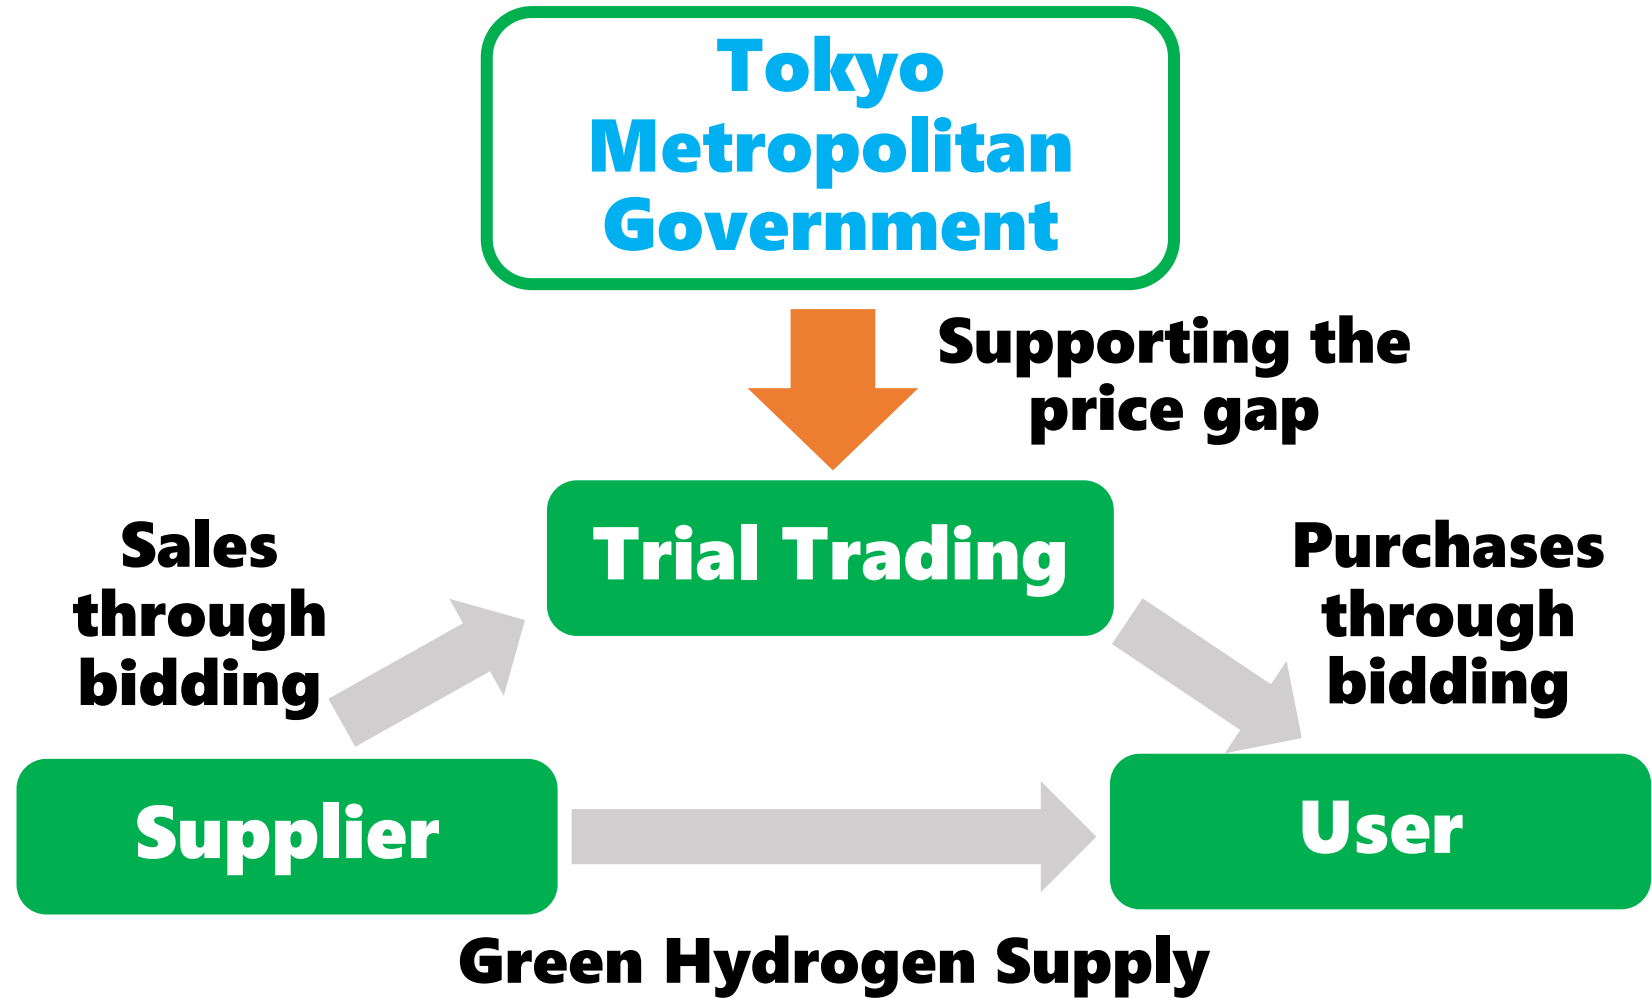 Tokyo
Metropolitan
Government
Supporting the
price gap
Trial Trading
Sales
through
bidding
Purchases
through
bidding
Supplier
User
Green Hydrogen Supply